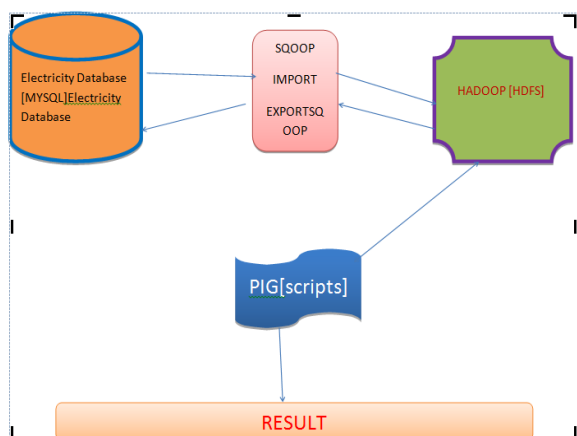 Electricity Database
[MYSQL]Electricity
Database
SQOOP
IMPORT
EXPORTSQ
OOP
HADOOP [HDFS]
PIG[scripts]
RESULT